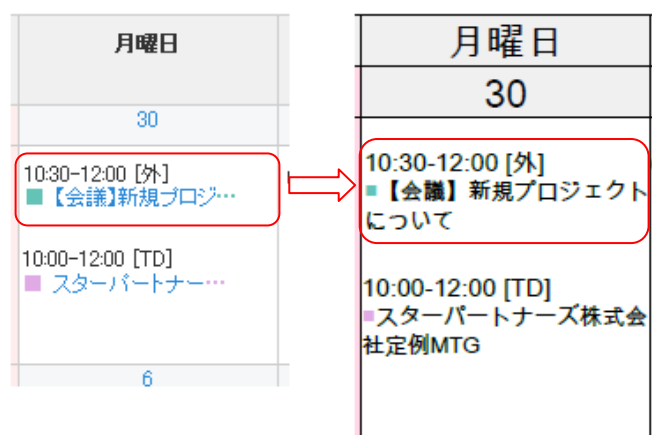 月曜日
30
10:30-12:00 [外]
■【会議】新規プロジ…
10:00-12:00 [TD]
■ スターパートナー…
6
月曜日
30
10:30-12:00 [外]
■【会議】新規プロジェクト
について
10:00-12:00 [TD]
■スターパートナーズ株式会
社定例MTG